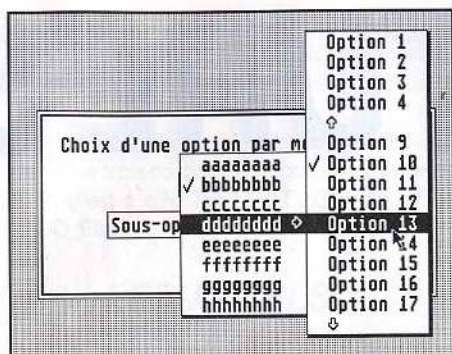 Option 1
Option 2
Option 3
Option 4
Option 9
✓ Option 10
Option 11
Option 12
Option 13
Option 14
Option 15
Option 16
Option 17
Choix d'une option par
aaaaaaaa
✓ bbbbbbbb
cccccccc
Sous-op
dddddddd
eeeeeeee
ffffffff
gggggggg
hhhhhhhh